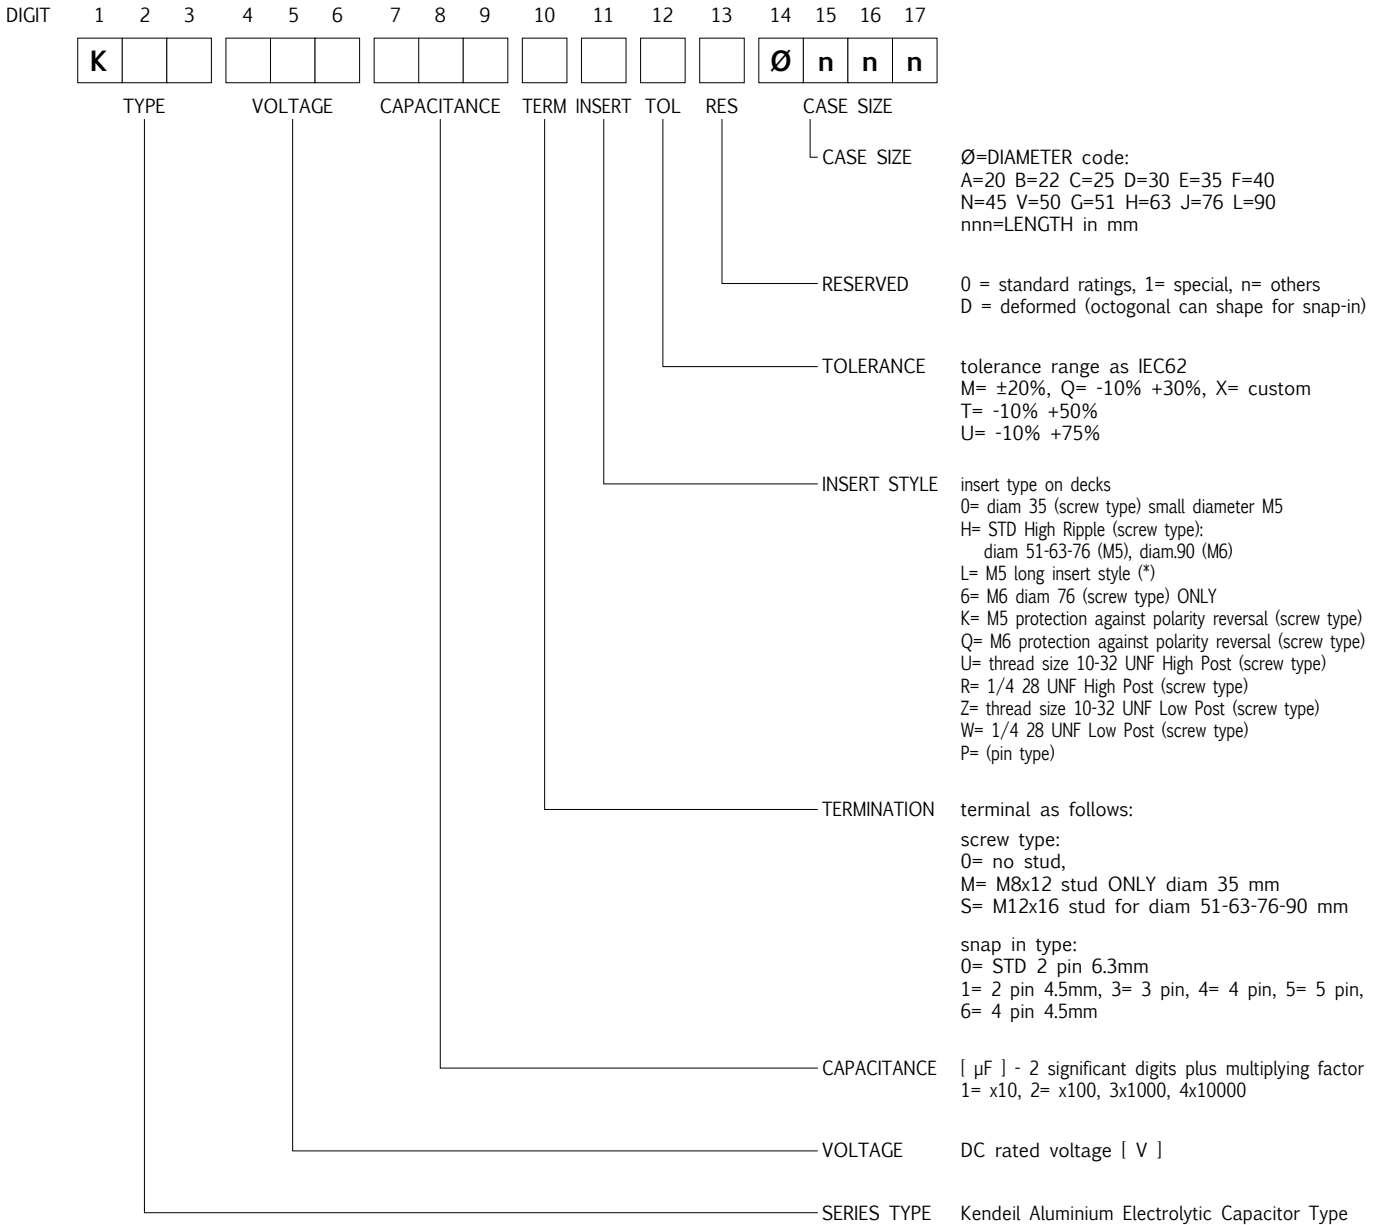 DIGIT 1 2 3 4 5 6 7 8 9 10 11 12 13 14 15 16 17
K Ø n n n
TYPE VOLTAGE CAPACITANCE TERM INSERT TOL RES CASE SIZE
CASE SIZE Ø=DIAMETER code:
A=20 B=22 C=25 D=30 E=35 F=40
N=45 V=50 G=51 H=63 J=76 L=90
nnn=LENGTH in mm
RESERVED 0 = standard ratings, 1= special, n= others
D = deformed (octogonal can shape for snap-in)
TOLERANCE tolerance range as IEC62
M= ±20%, Q= -10% +30%, X= custom
T= -10% +50%
U= -10% +75%
INSERT STYLE insert type on decks
0= diam 35 (screw type) small diameter M5
H= STD High Ripple (screw type):
diam 51-63-76 (M5), diam.90 (M6)
L= M5 long insert style (*)
6= M6 diam 76 (screw type) ONLY
K= M5 protection against polarity reversal (screw type)
Q= M6 protection against polarity reversal (screw type)
U= thread size 10-32 UNF High Post (screw type)
R= 1/4 28 UNF High Post (screw type)
Z= thread size 10-32 UNF Low Post (screw type)
W= 1/4 28 UNF Low Post (screw type)
P= (pin type)
TERMINATION terminal as follows:
screw type:
0= no stud,
M= M8x12 stud ONLY diam 35 mm
S= M12x16 stud for diam 51-63-76-90 mm
snap in type:
0= STD 2 pin 6.3mm
1= 2 pin 4.5mm, 3= 3 pin, 4= 4 pin, 5= 5 pin,
6= 4 pin 4.5mm
CAPACITANCE [ µF ] - 2 significant digits plus multiplying factor
1= x10, 2= x100, 3x1000, 4x10000
VOLTAGE DC rated voltage [ V ]
SERIES TYPE Kendeil Aluminium Electrolytic Capacitor Type